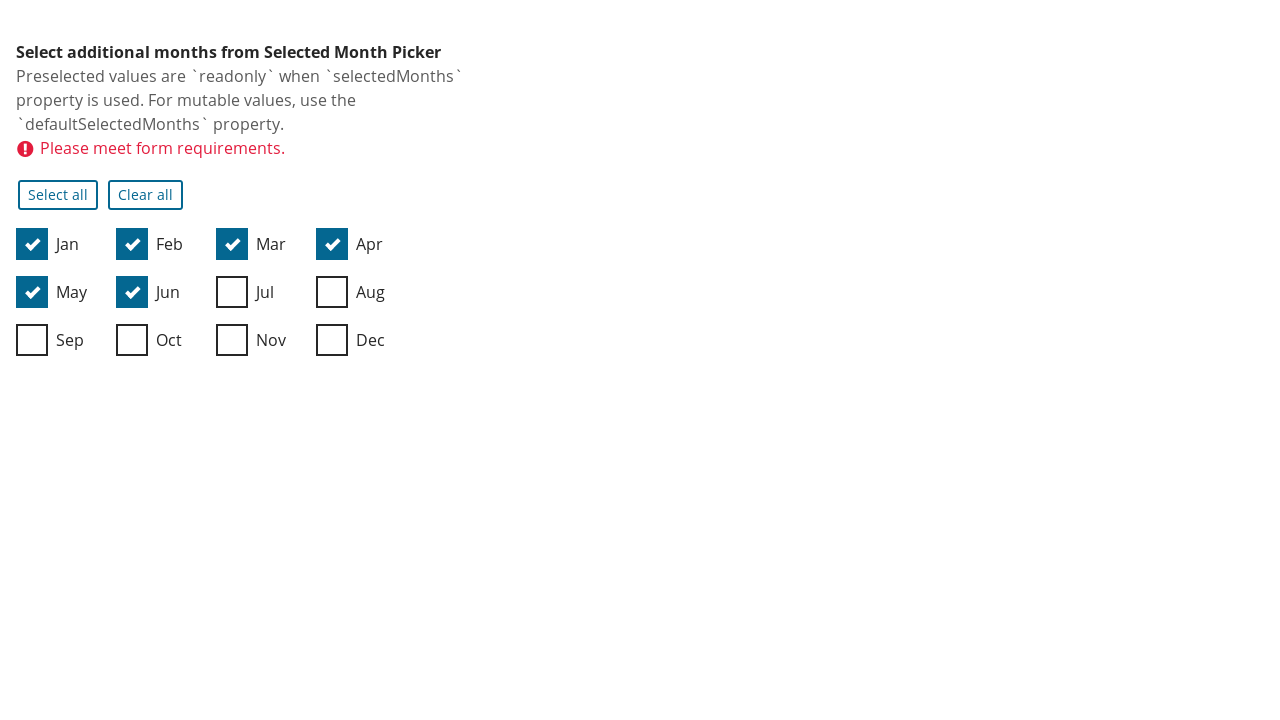 Select additional months from Selected Month Picker
Preselected values are `readonly` when `selectedMonths`
property is used. For mutable values, use the
`defaultSelectedMonths` property.
Please meet form requirements.
Select all Clear all
Jan Feb Mar Apr
May Jun Jul Aug
Sep Oct Nov Dec